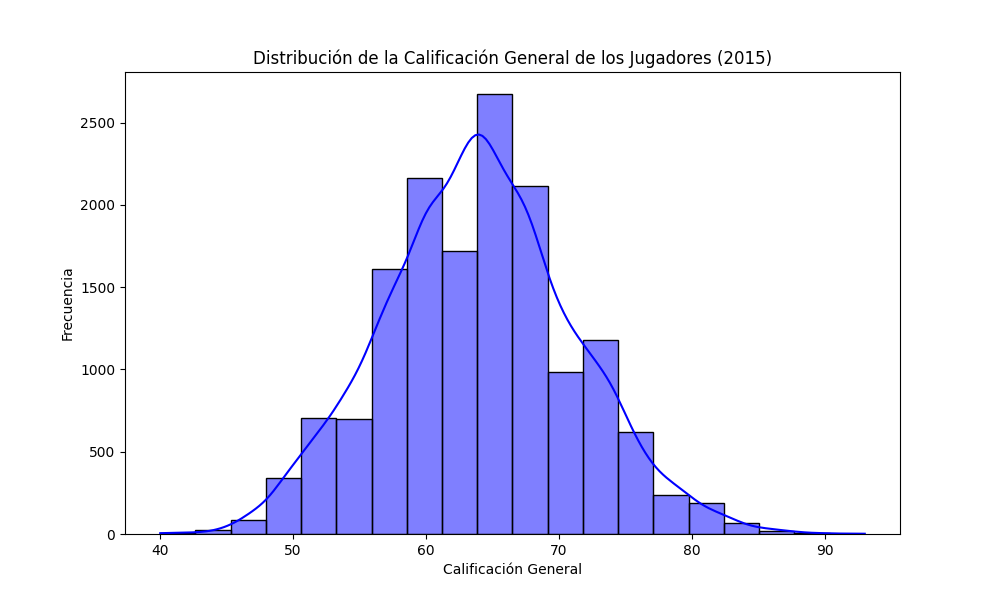 Distribución de la Calificación General de los Jugadores (2015)
2500
2000
1500
1000
500
0
Frecuencia
40 50 60 70 80 90
Calificación General